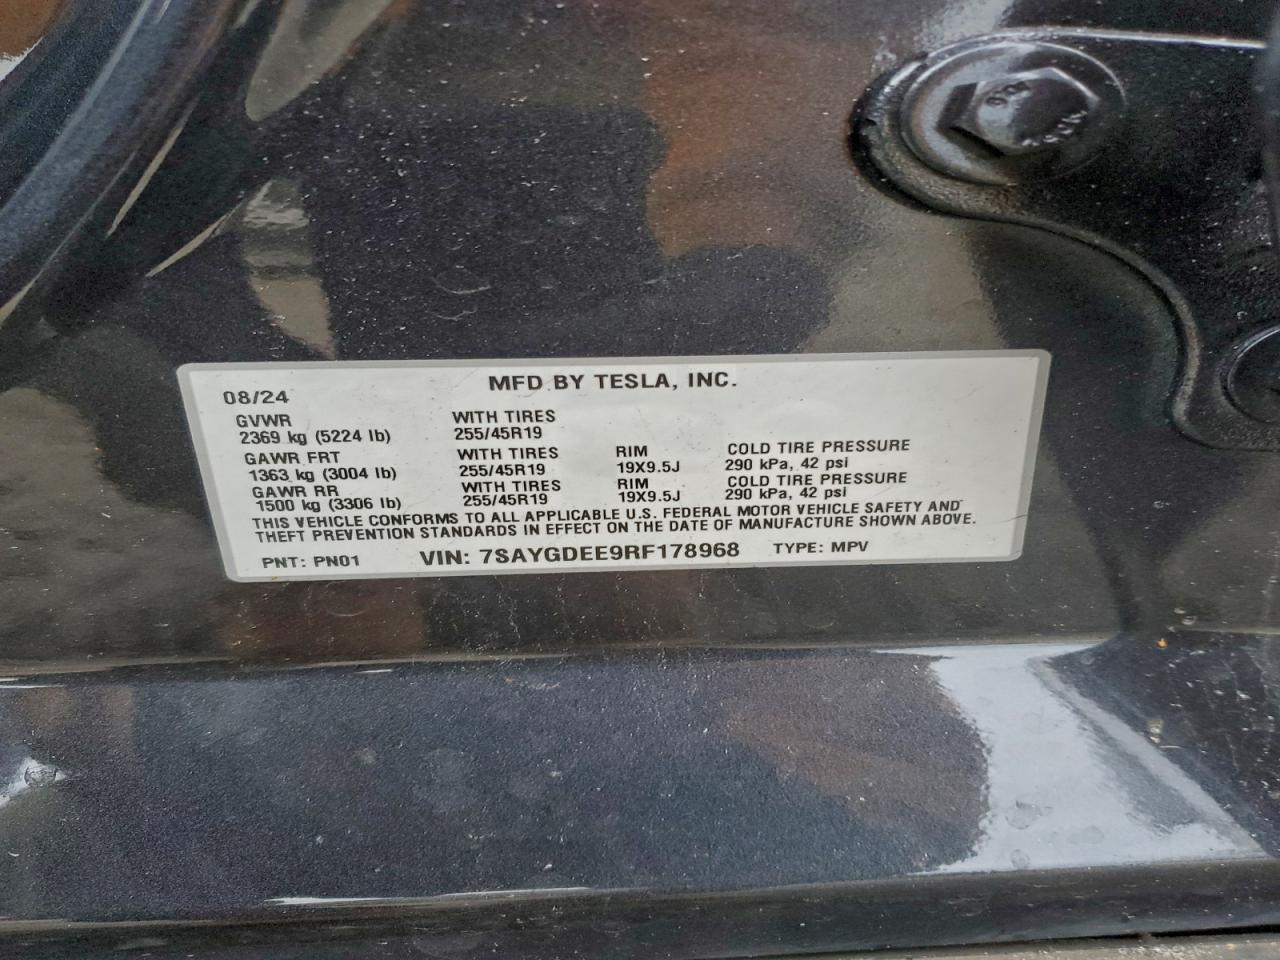 MFD BY TESLA, INC.
08/24
GVWR WITH TIRES
2369 kg (5224 lb) 255/45R19
GAWR FRT WITH TIRES RIM COLD TIRE PRESSURE
1363 kg (3004 lb) 255/45R19 19X9.5J 290 kPa, 42 psi
GAWR RR WITH TIRES RIM COLD TIRE PRESSURE
1500 kg (3306 lb) 255/45R19 19X9.5J 290 kPa, 42 psi
THIS VEHICLE CONFORMS TO ALL APPLICABLE U.S. FEDERAL MOTOR VEHICLE SAFETY AND
THEFT PREVENTION STANDARDS IN EFFECT ON THE DATE OF MANUFACTURE SHOWN ABOVE.
PNT: PN01 VIN: 7SAYGDEE9RF178968 TYPE: MPV